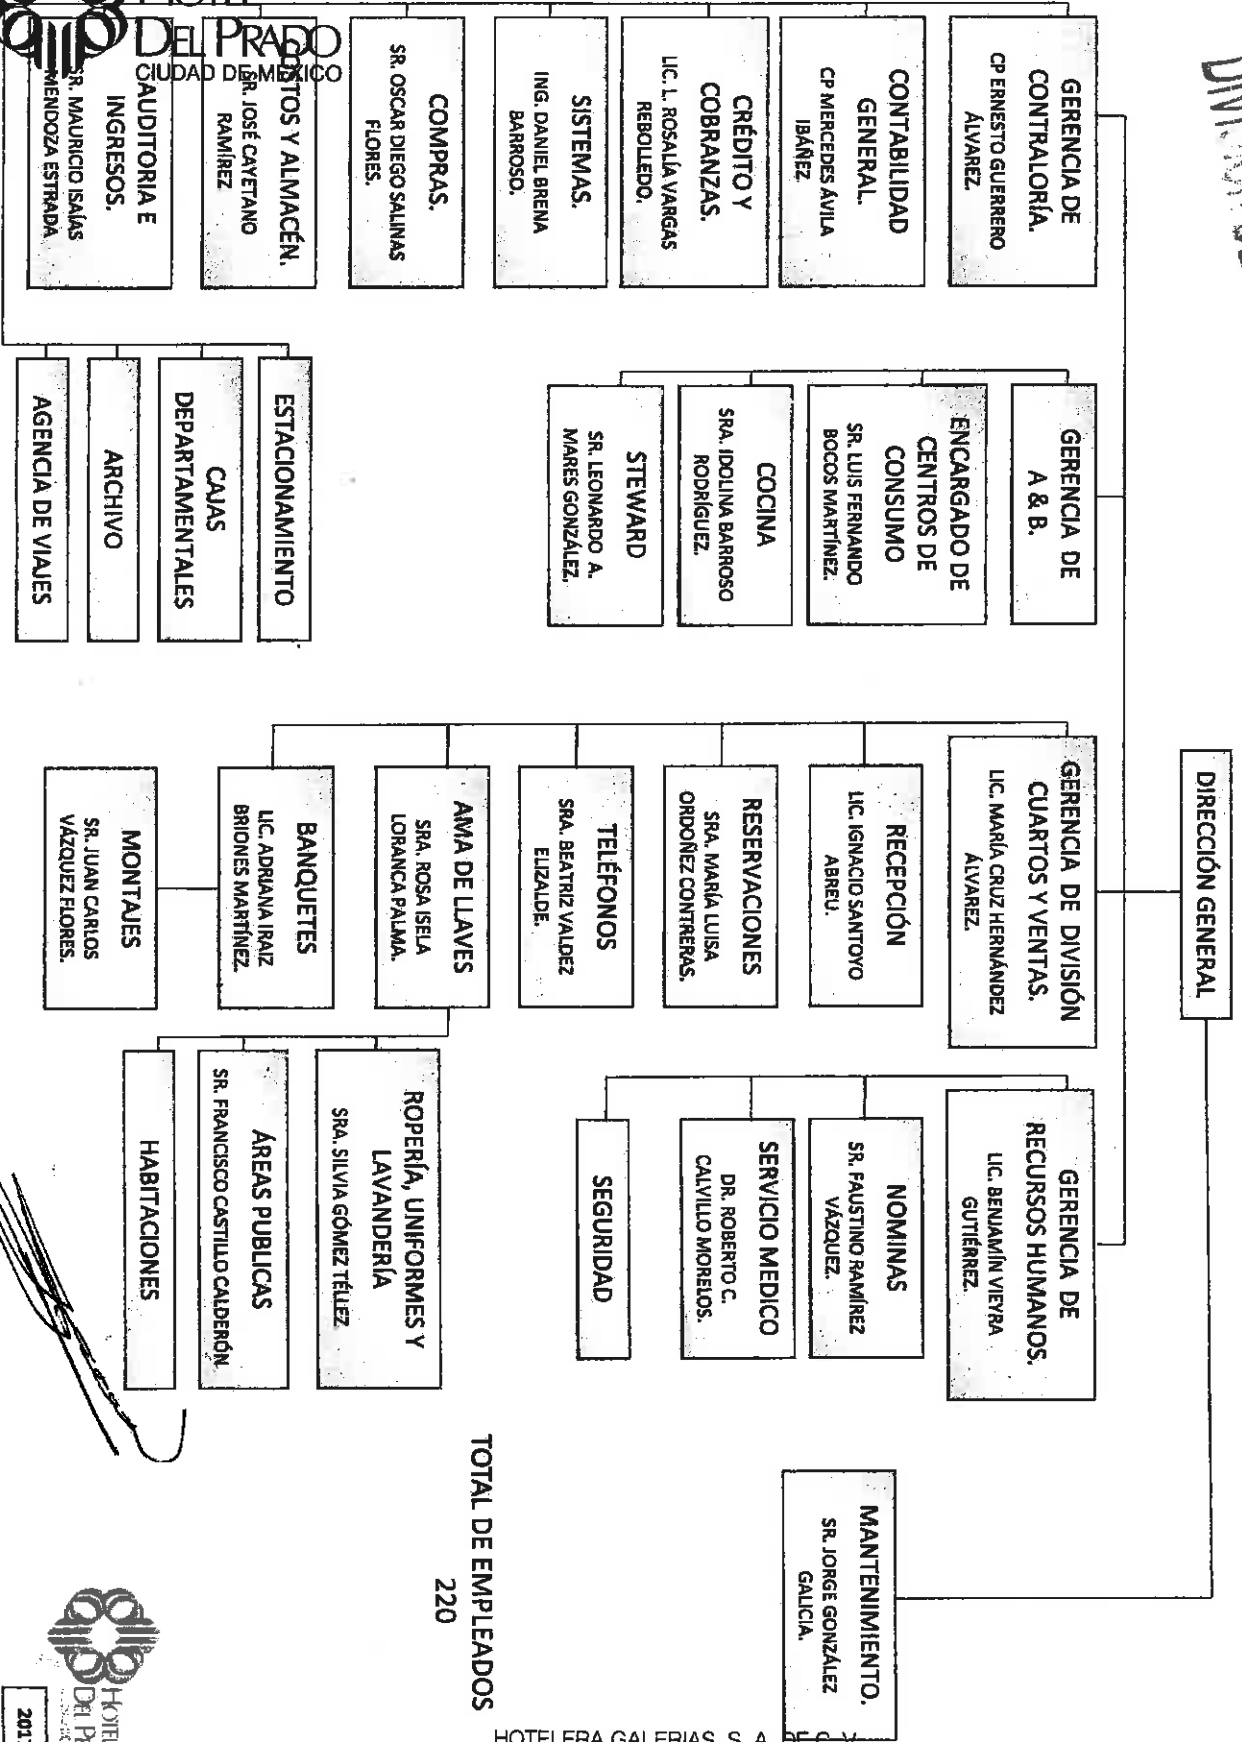 HOTEL
DEL PRADO
CIUDAD DE MEXICO
DIRECCIÓN GENERAL
GERENCIA DE
CONTRALORÍA.
CP ERNESTO GUERRERO
ÁLVAREZ.
CONTABILIDAD
GENERAL.
CP MERCEDES ÁVILA
IBÁÑEZ.
CRÉDITO Y
COBRANZAS.
LIC. L. ROSALÍA VARGAS
REBOLLEDO.
SISTEMAS.
ING. DANIEL BRENA
BARROSO.
COMPRAS.
SR. OSCAR DIEGO SALINAS
FLORES.
Y ALMACÉN.
SR. JOSÉ CAYETANO
RAMÍREZ
AUDITORIA E
INGRESOS.
SR. MAURICIO ISAÍAS
MENDOZA ESTRADA
ESTACIONAMIENTO
CAJAS
DEPARTAMENTALES
ARCHIVO
AGENCIA DE VIAJES
GERENCIA DE
A & B.
ENCARGADO DE
CENTROS DE
CONSUMO
SR. LUIS FERNANDO
BOCOS MARTÍNEZ.
COCINA
SRA. IDOLINA BARROSO
RODRÍGUEZ.
STEWARD
SR. LEONARDO A.
MARES GONZÁLEZ.
GERENCIA DE DIVISIÓN
CUARTOS Y VENTAS.
LIC. MARÍA CRUZ HERNÁNDEZ
ÁLVAREZ.
RECEPCIÓN
LIC. IGNACIO SANTOYO
ABREU.
RESERVACIONES
SRA. MARÍA LUISA
ORDOÑEZ CONTRERAS.
TELÉFONOS
SRA. BEATRIZ VALDEZ
ELIZALDE.
AMA DE LLAVES
SRA. ROSA ISELA
LORANCA PALMA.
BANQUETES
LIC. ADRIANA IRAIZ
BRIONES MARTÍNEZ.
MONTAJES
SR. JUAN CARLOS
VÁZQUEZ FLORES.
ROPERÍA, UNIFORMES Y
LAVANDERÍA
SRA. SILVIA GÓMEZ TÉLLEZ
ÁREAS PUBLICAS
SR. FRANCISCO CASTILLO CALDERÓN
HABITACIONES
GERENCIA DE
RECURSOS HUMANOS.
LIC. BENJAMÍN VIEYRA
GUTIÉRREZ.
NOMINAS
SR. FAUSTINO RAMÍREZ
VÁZQUEZ.
SERVICIO MEDICO
DR. ROBERTO C.
CALVILLO MORELOS.
SEGURIDAD
MANTENIMIENTO.
SR. JORGE GONZÁLEZ
GALICIA.
TOTAL DE EMPLEADOS
220
HOTEL
DEL
HOTELERA GALERIAS, S. A. DE C. V.